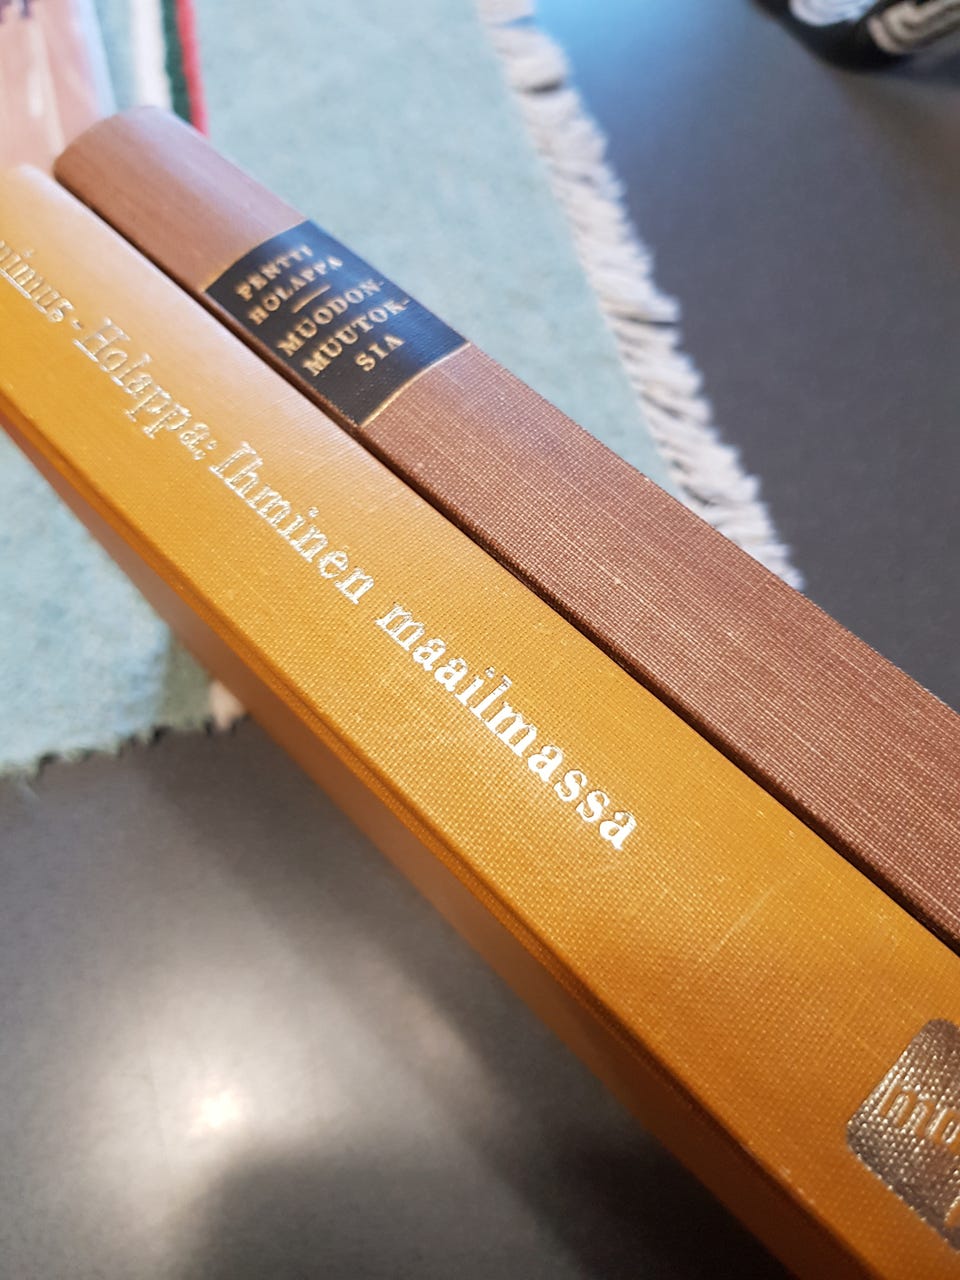 PENTTI
HOLAPPA
MUODON-
MUUTOK-
SIA
- Holappa: Ihminen maailmassa